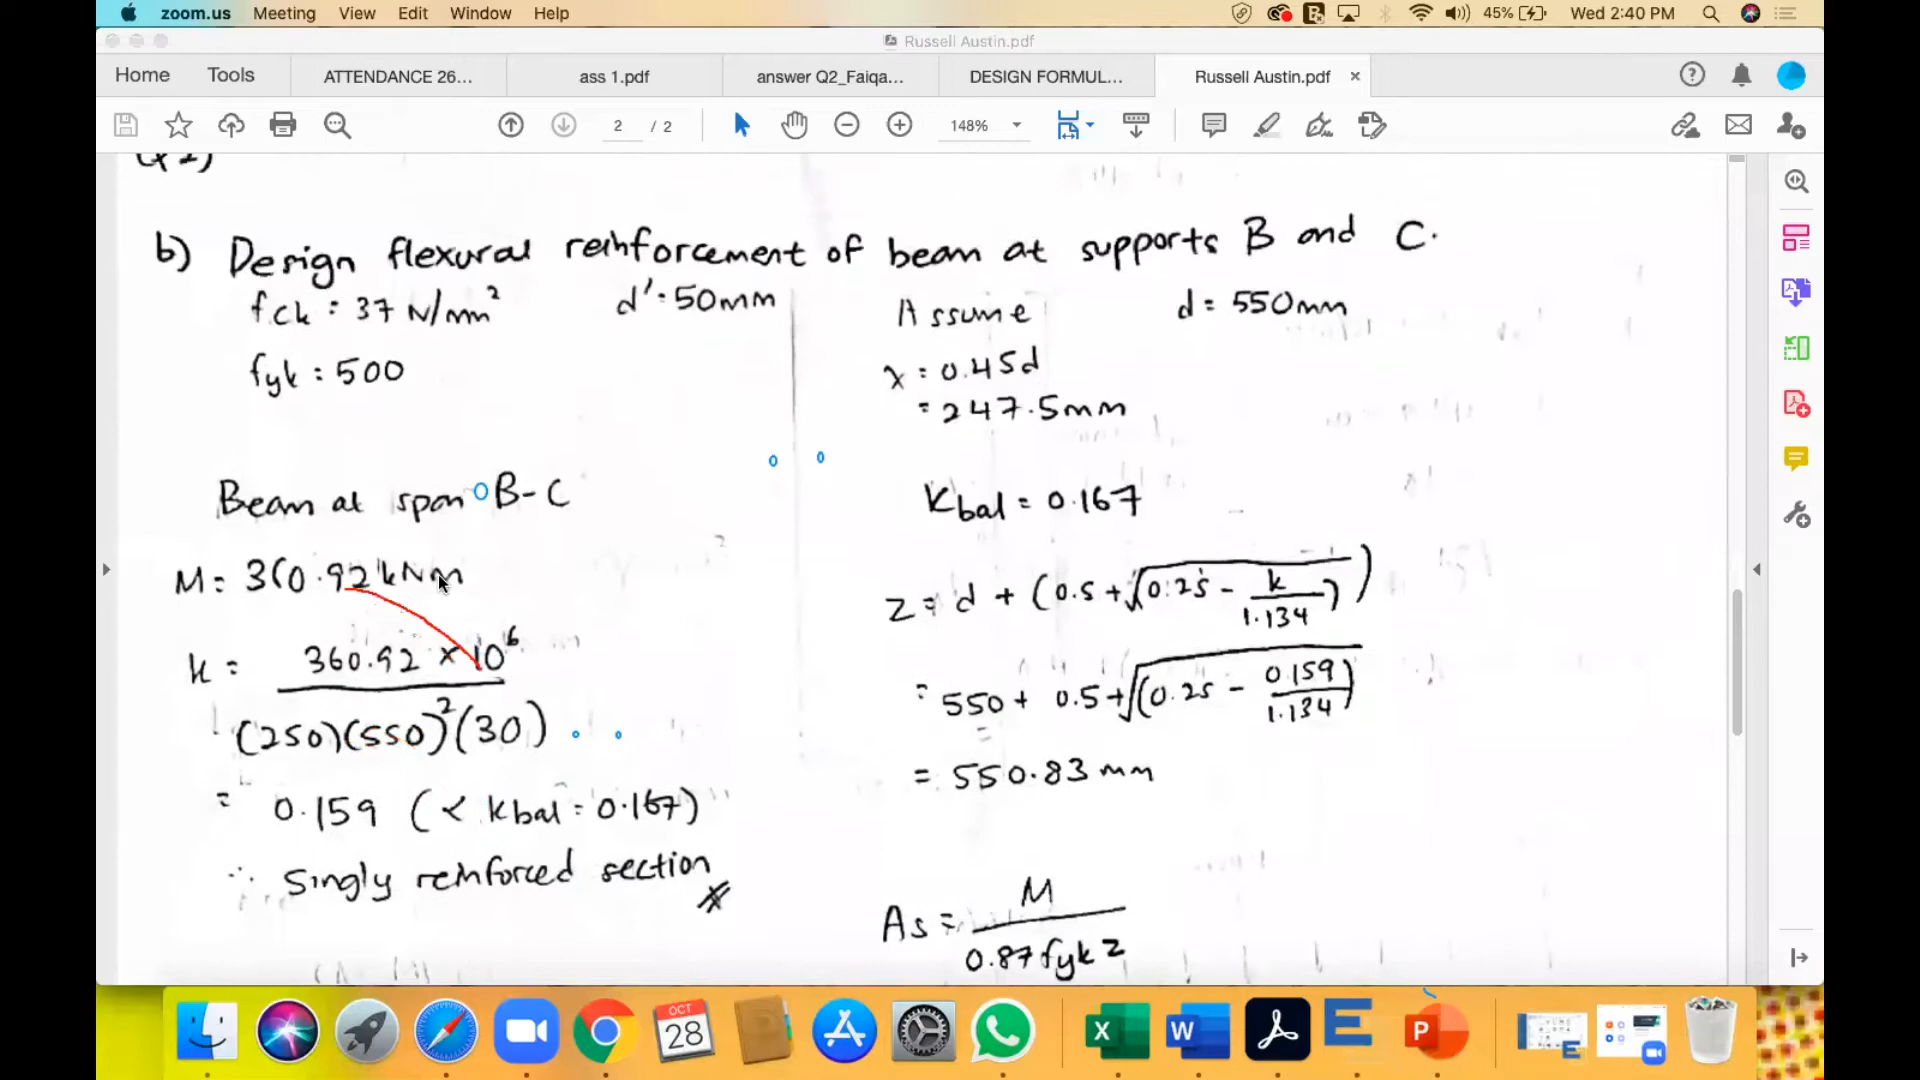 zoom.us Meeting View Edit Window Help 45% Wed 2:40 PM
Russell Austin.pdf
Home Tools ATTENDANCE 26... ass 1.pdf answer Q2_Faiqa... DESIGN FORMUL... Russell Austin.pdf ×
2 / 2 148%
b) Design flexural reinforcement of beam at supports B and C.
fck = 37 N/mm² d' = 50mm Assume d = 550mm
fyk = 500 x = 0.45d
= 247.5mm
Beam at span B-C Kbal = 0.167
M = 360.92 kNm z = d + (0.5 + √(0.25 - k/1.134))
k = 360.92 × 10⁶ / (250)(550)²(30) = 550 + 0.5 + √(0.25 - 0.159/1.134)
= 550.83 mm
= 0.159 (< Kbal = 0.167)
∴ Singly reinforced section
As = M / 0.87 fyk z
OCT
28
X W E P